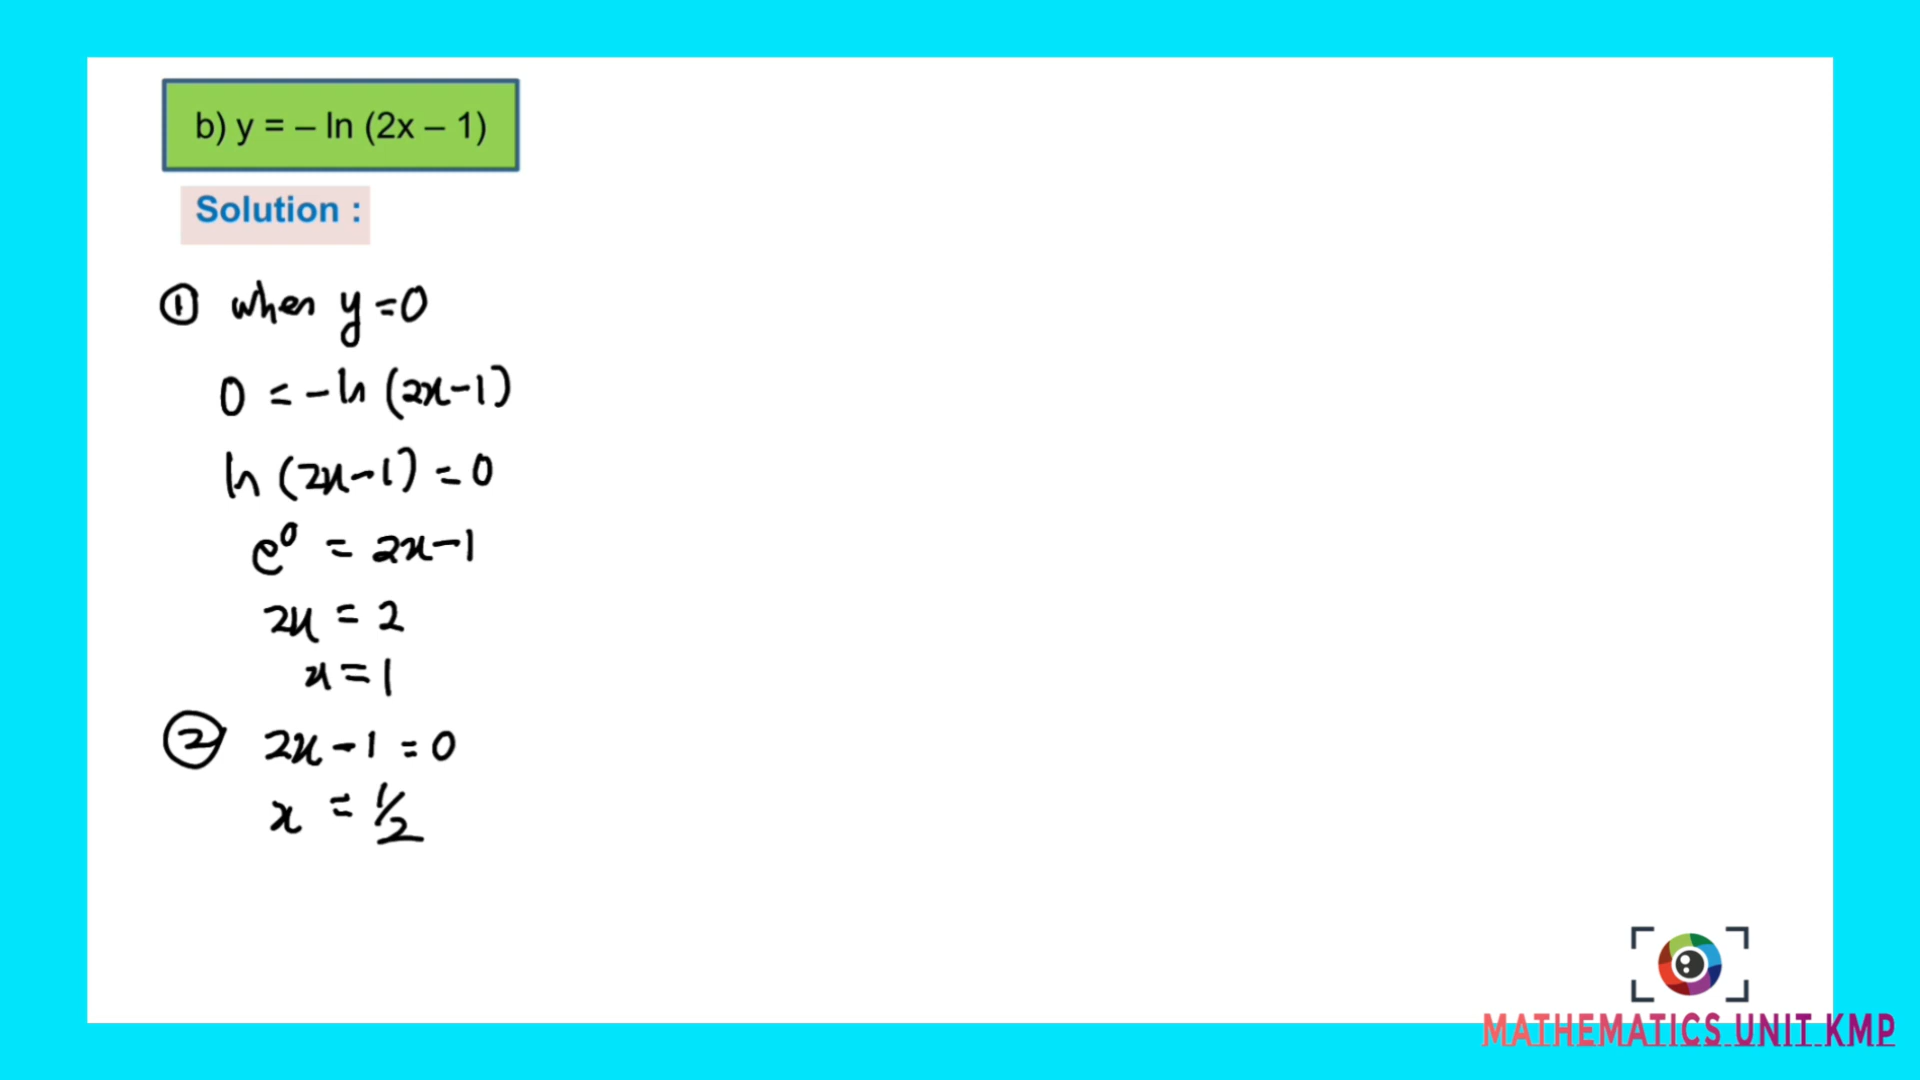 b) y = – ln (2x – 1)
Solution :
① when y = 0
0 = -ln (2x-1)
ln (2x-1) = 0
e⁰ = 2x-1
2x = 2
x = 1
② 2x - 1 = 0
x = 1/2
MATHEMATICS UNIT KMP